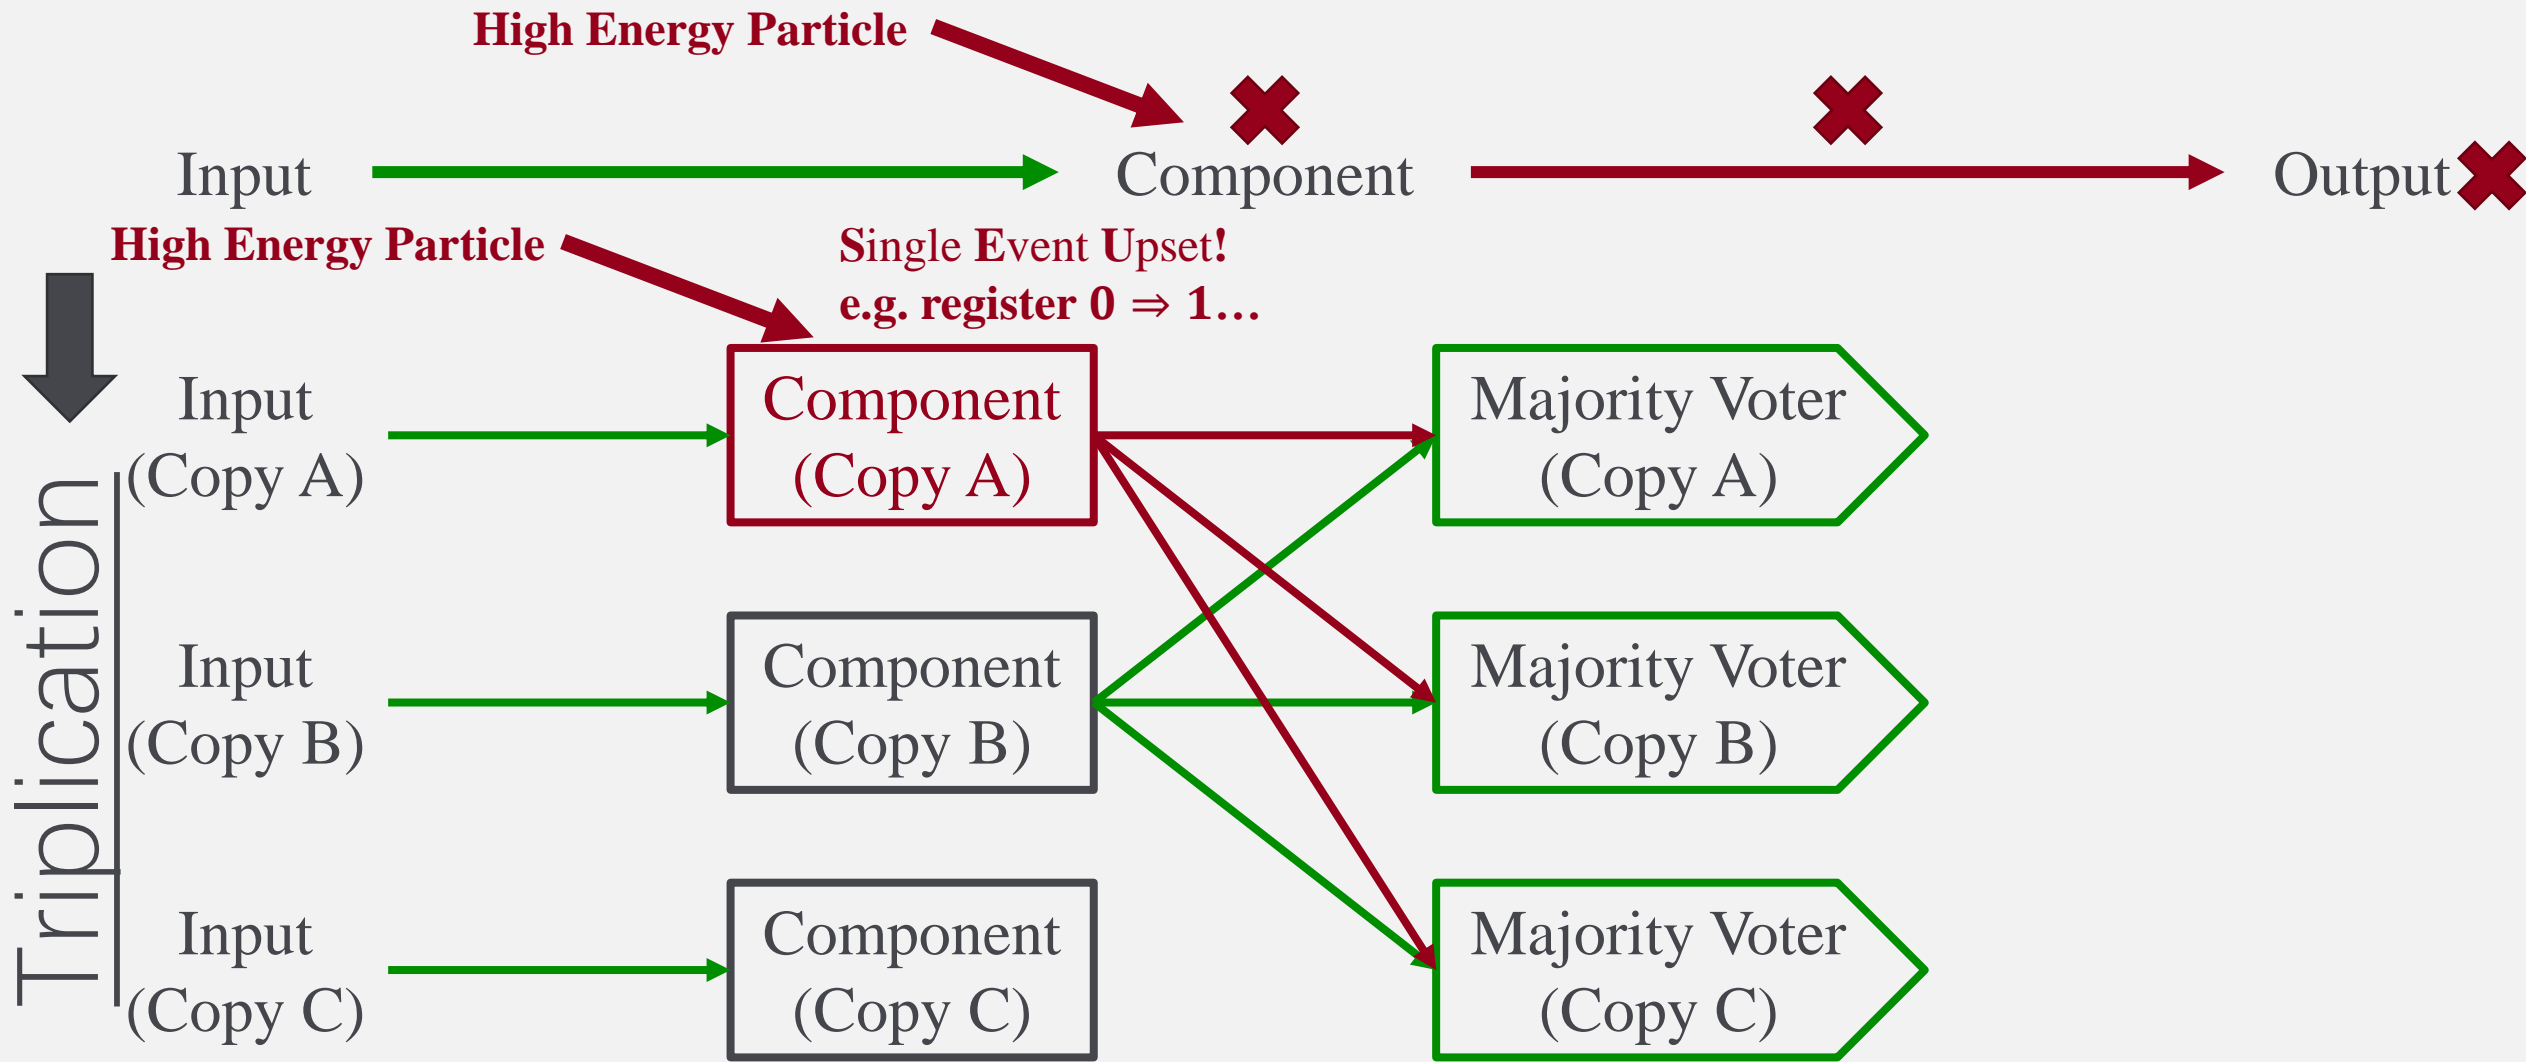 High Energy Particle
Input
Component
Output
High Energy Particle
Single Event Upset!
e.g. register 0 ⇒ 1…
Triplication
Input
(Copy A)
Component
(Copy A)
Majority Voter
(Copy A)
Input
(Copy B)
Component
(Copy B)
Majority Voter
(Copy B)
Input
(Copy C)
Component
(Copy C)
Majority Voter
(Copy C)